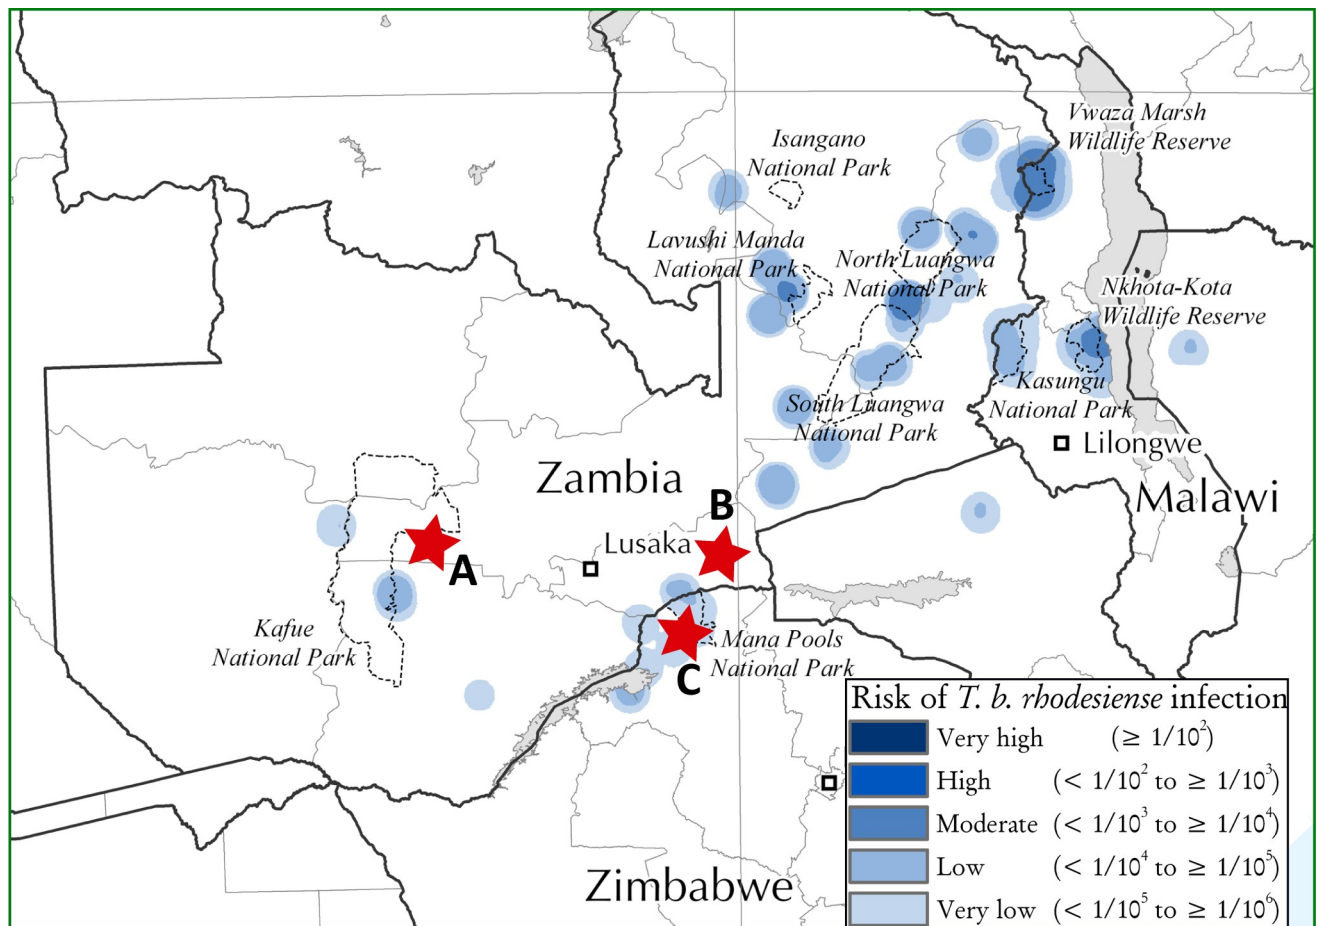 Vwaza Marsh
Wildlife Reserve
Isangano
National Park
Lavushi Manda
National Park
North Luangwa
National Park
Nkhota-Kota
Wildlife Reserve
Kasungu
National Park
South Luangwa
National Park
Lilongwe
Zambia
Malawi
B
Lusaka
A
Kafue
National Park
Mana Pools
National Park
C
Zimbabwe
Risk of T. b. rhodesiense infection
Very high (≥ 1/10²)
High (< 1/10² to ≥ 1/10³)
Moderate (< 1/10³ to ≥ 1/10⁴)
Low (< 1/10⁴ to ≥ 1/10⁵)
Very low (< 1/10⁵ to ≥ 1/10⁶)